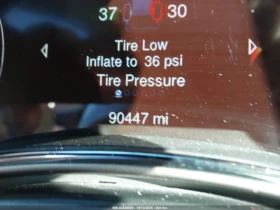 37 30
Tire Low
Inflate to 36 psi
Tire Pressure
90447 mi